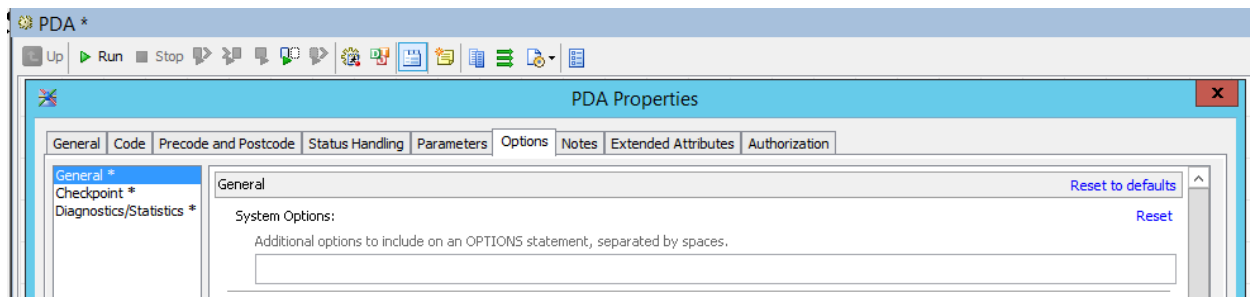 PDA *
Up Run Stop
PDA Properties
x
General Code Precode and Postcode Status Handling Parameters Options Notes Extended Attributes Authorization
General *
Checkpoint *
Diagnostics/Statistics *
General Reset to defaults
System Options: Reset
Additional options to include on an OPTIONS statement, separated by spaces.